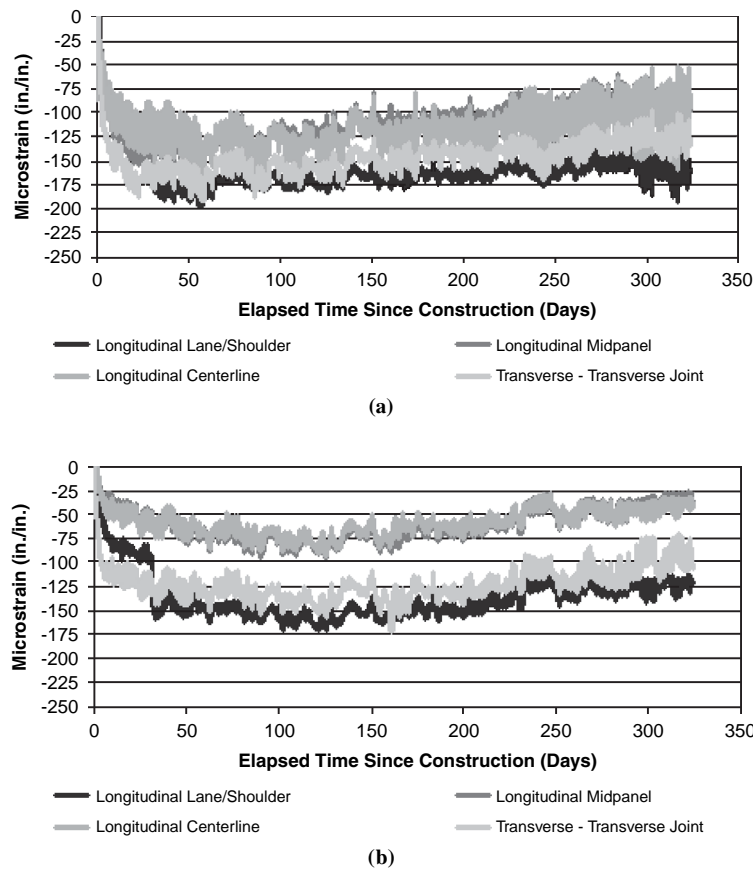 0
-25
-50
-75
-100
-125
-150
-175
-200
-225
-250
Microstrain (in./in.)
0 50 100 150 200 250 300 350
Elapsed Time Since Construction (Days)
Longitudinal Lane/Shoulder Longitudinal Midpanel
Longitudinal Centerline Transverse - Transverse Joint
(a)
0
-25
-50
-75
-100
-125
-150
-175
-200
-225
-250
Microstrain (in./in.)
0 50 100 150 200 250 300 350
Elapsed Time Since Construction (Days)
Longitudinal Lane/Shoulder Longitudinal Midpanel
Longitudinal Centerline Transverse - Transverse Joint
(b)